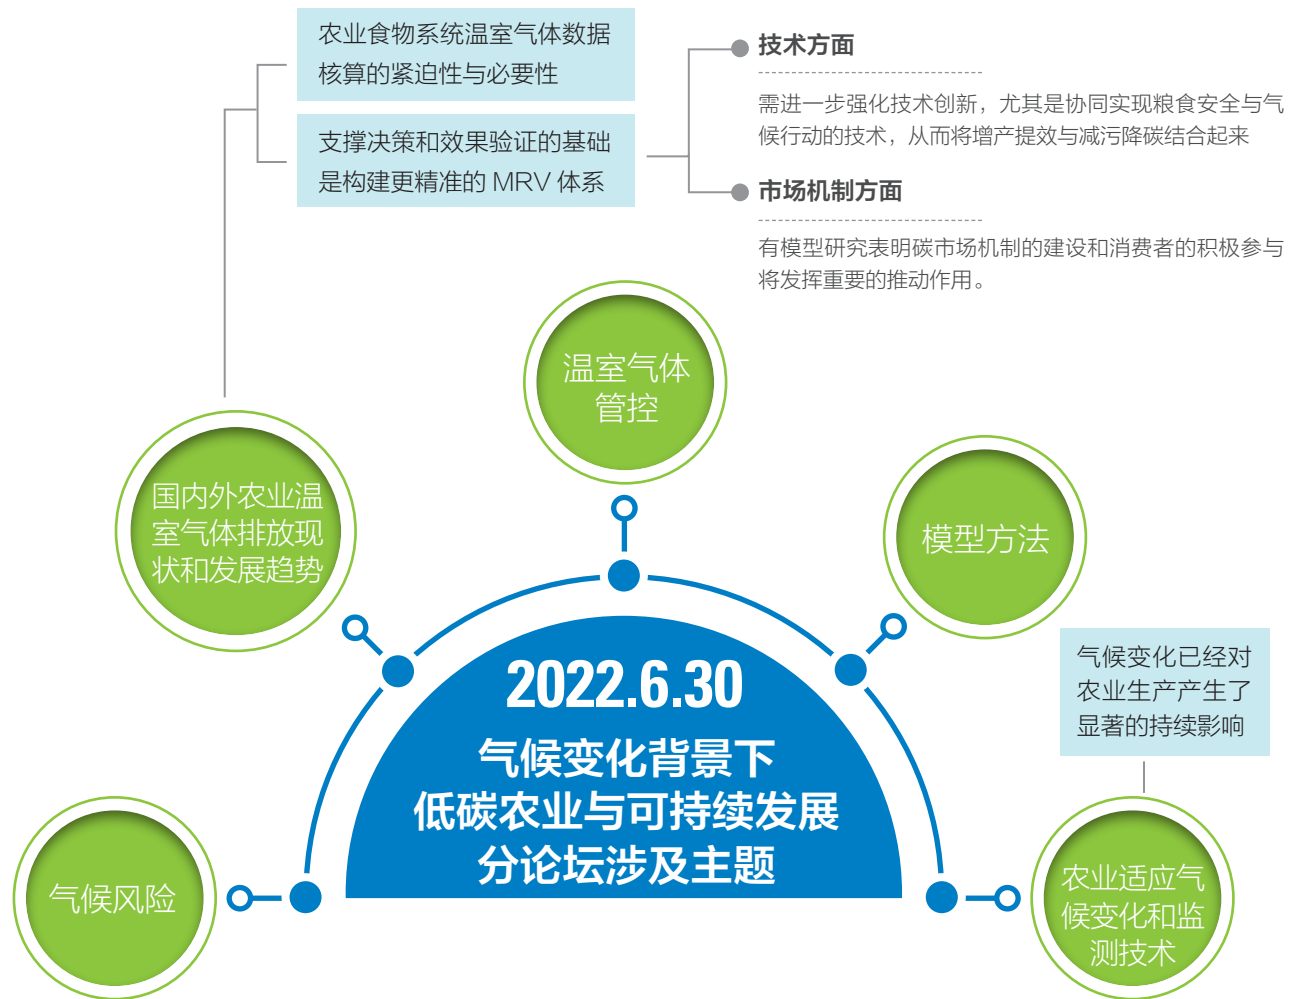 农业食物系统温室气体数据
核算的紧迫性与必要性
支撑决策和效果验证的基础
是构建更精准的 MRV 体系
技术方面
需进一步强化技术创新，尤其是协同实现粮食安全与气
候行动的技术，从而将增产提效与减污降碳结合起来
市场机制方面
有模型研究表明碳市场机制的建设和消费者的积极参与
将发挥重要的推动作用。
温室气体
管控
国内外农业温
室气体排放现
状和发展趋势
模型方法
气候变化已经对
农业生产产生了
显著的持续影响
2022.6.30
气候变化背景下
低碳农业与可持续发展
分论坛涉及主题
气候风险
农业适应气
候变化和监
测技术